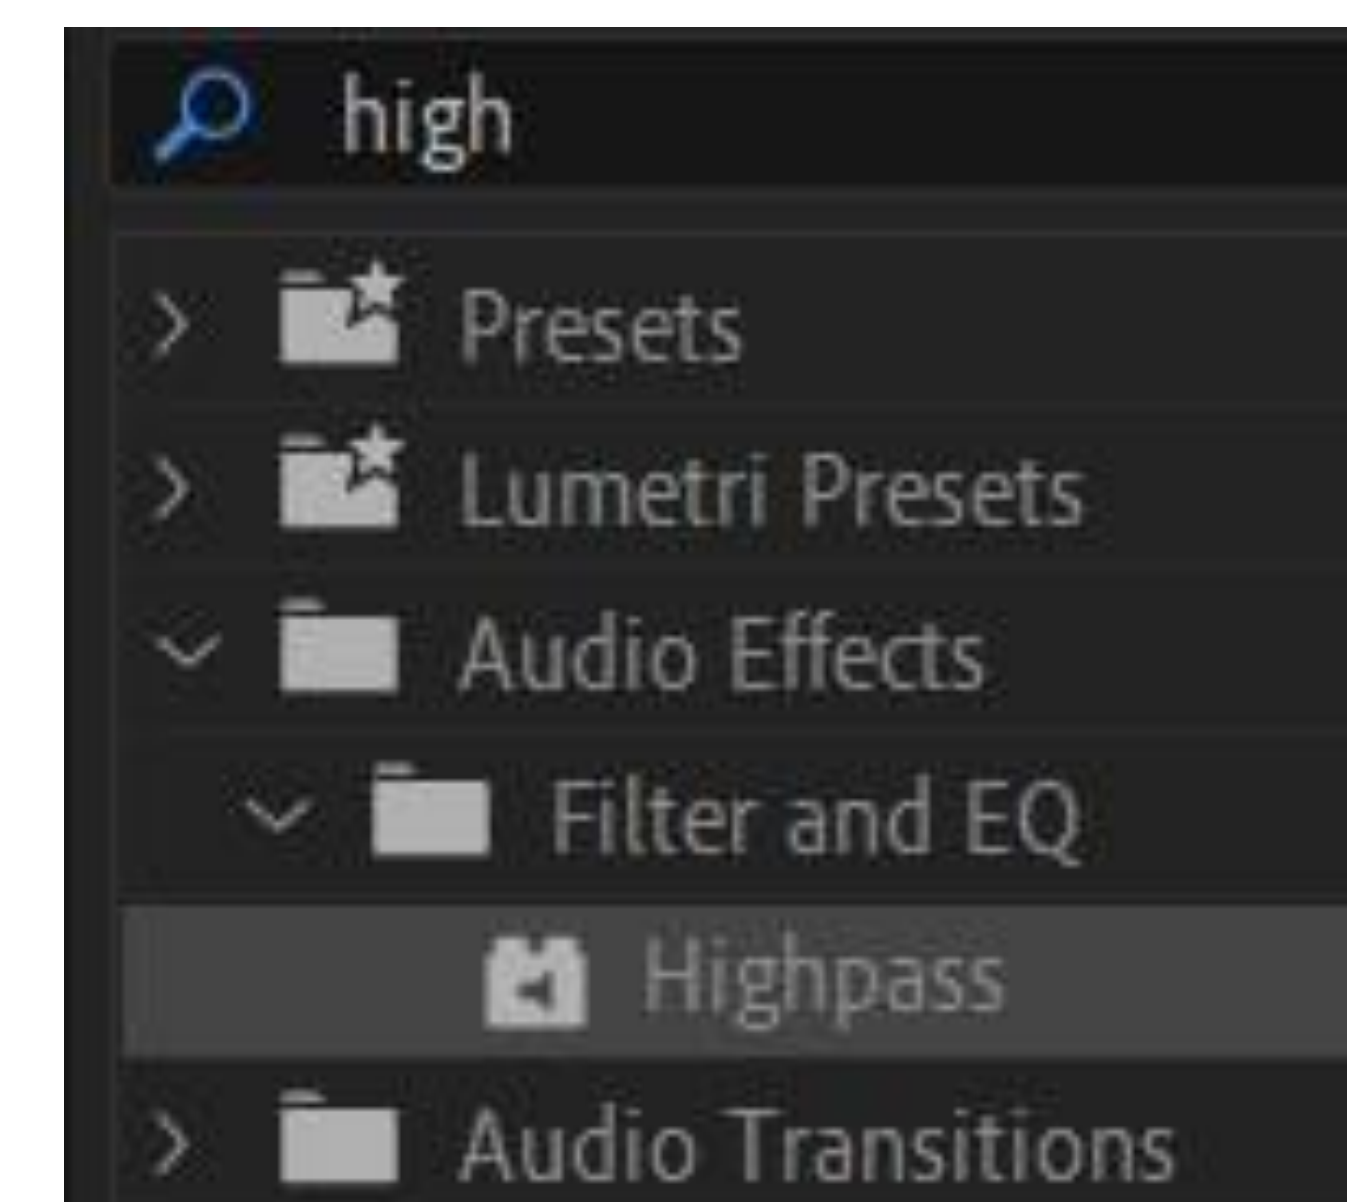 high
Presets
Lumetri Presets
Audio Effects
Filter and EQ
Highpass
Audio Transitions